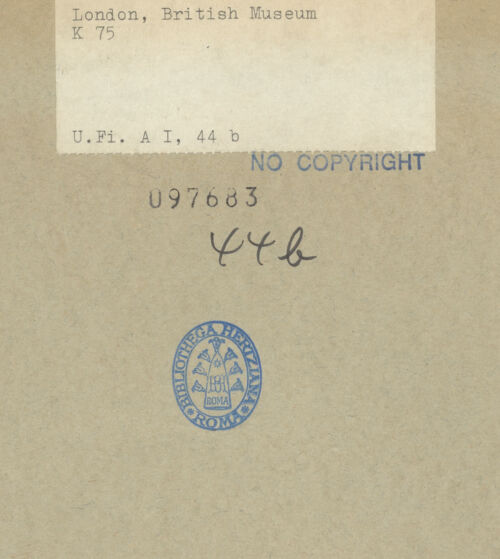 London, British Museum
K 75
U.Fi. A I, 44 b
NO COPYRIGHT
097683
44b
BIBLIOTHECA HERTZIANA
ROMA
ROMA